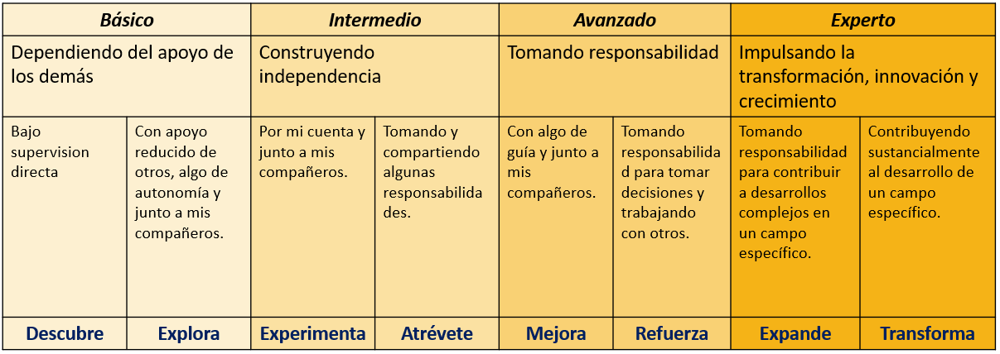 Básico
Intermedio
Avanzado
Experto
Dependiendo del apoyo de
los demás
Construyendo
independencia
Tomando responsabilidad
Impulsando la
transformación, innovación y
crecimiento
Bajo
supervision
directa
Con apoyo
reducido de
otros, algo de
autonomía y
junto a mis
compañeros.
Por mi cuenta y
junto a mis
compañeros.
Tomando y
compartiendo
algunas
responsabilida
des.
Con algo de
guía y junto a
mis
compañeros.
Tomando
responsabilida
d para tomar
decisiones y
trabajando
con otros.
Tomando
responsabilidad
para contribuir
a desarrollos
complejos en
un campo
específico.
Contribuyendo
sustancialmente
al desarrollo de
un campo
específico.
Descubre
Explora
Experimenta
Atrévete
Mejora
Refuerza
Expande
Transforma